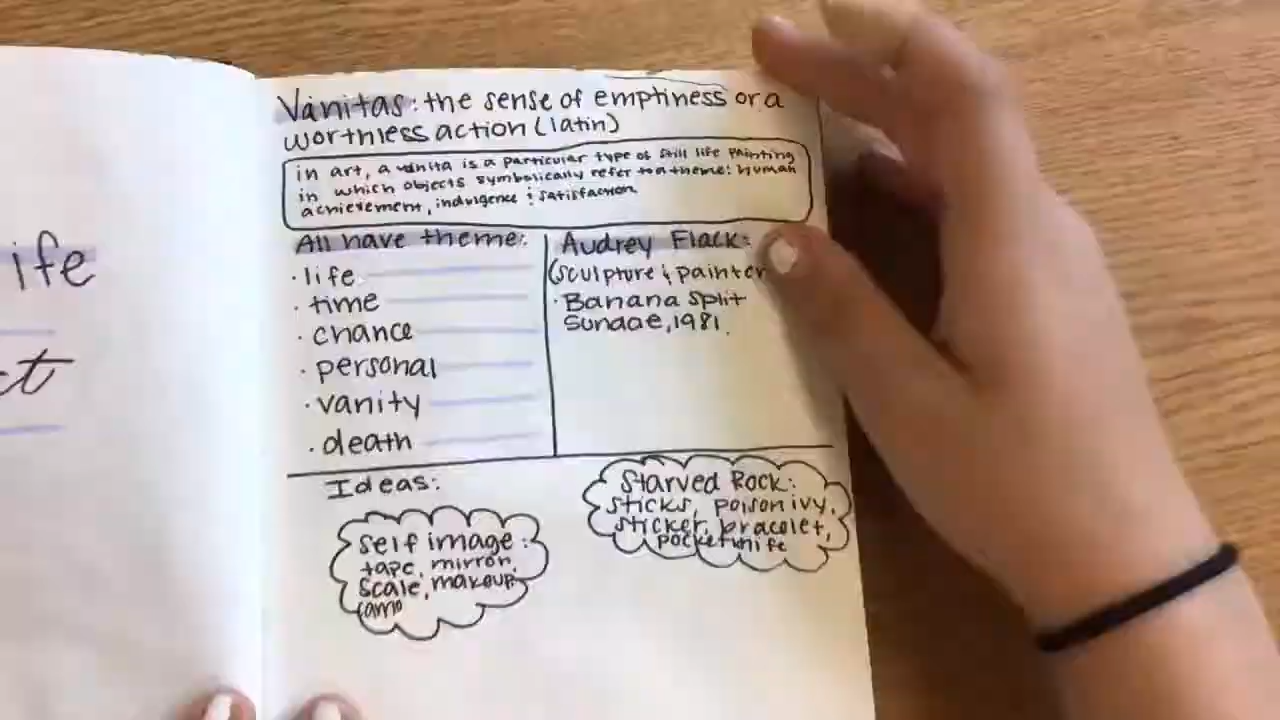 ife
ct
Vanitas: the sense of emptiness or a
worthless action (latin)
in art, a vanita is a particular type of still life painting
in which objects symbolically refer to a theme: human
achievement, indulgence & satisfaction
All have theme:
· life
· time
· chance
· personal
· vanity
· death
Audrey Flack:
(sculpture & painter
· Banana Split
Sundae, 1981.
Ideas:
self image:
tape, mirror,
scale, makeup
Starved Rock:
sticks, poison ivy,
sticker, bracelet,
pocket knife